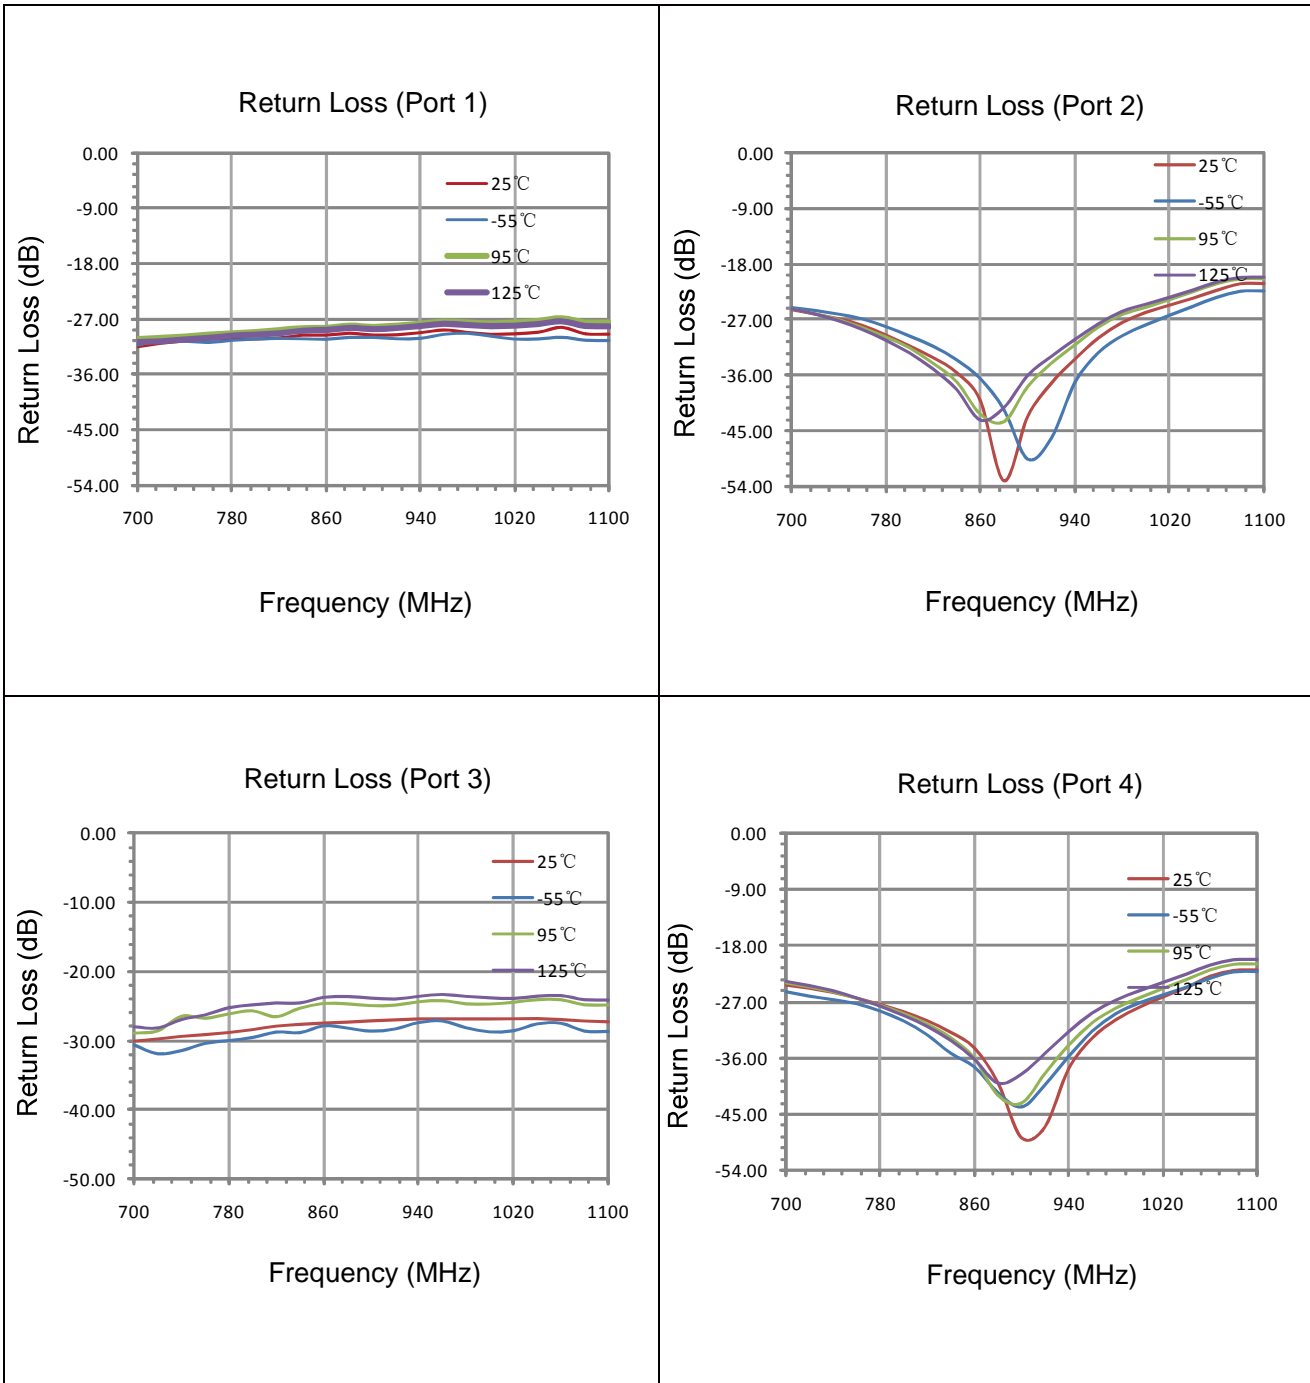 Return Loss (Port 1)
Return Loss (dB)
0.00
-9.00
-18.00
-27.00
-36.00
-45.00
-54.00
25℃
-55℃
95℃
125℃
700 780 860 940 1020 1100
Frequency (MHz)
Return Loss (Port 2)
Return Loss (dB)
0.00
-9.00
-18.00
-27.00
-36.00
-45.00
-54.00
25℃
-55℃
95℃
125℃
700 780 860 940 1020 1100
Frequency (MHz)
Return Loss (Port 3)
Return Loss (dB)
0.00
-10.00
-20.00
-30.00
-40.00
-50.00
25℃
-55℃
95℃
125℃
700 780 860 940 1020 1100
Frequency (MHz)
Return Loss (Port 4)
Return Loss (dB)
0.00
-9.00
-18.00
-27.00
-36.00
-45.00
-54.00
25℃
-55℃
95℃
125℃
700 780 860 940 1020 1100
Frequency (MHz)